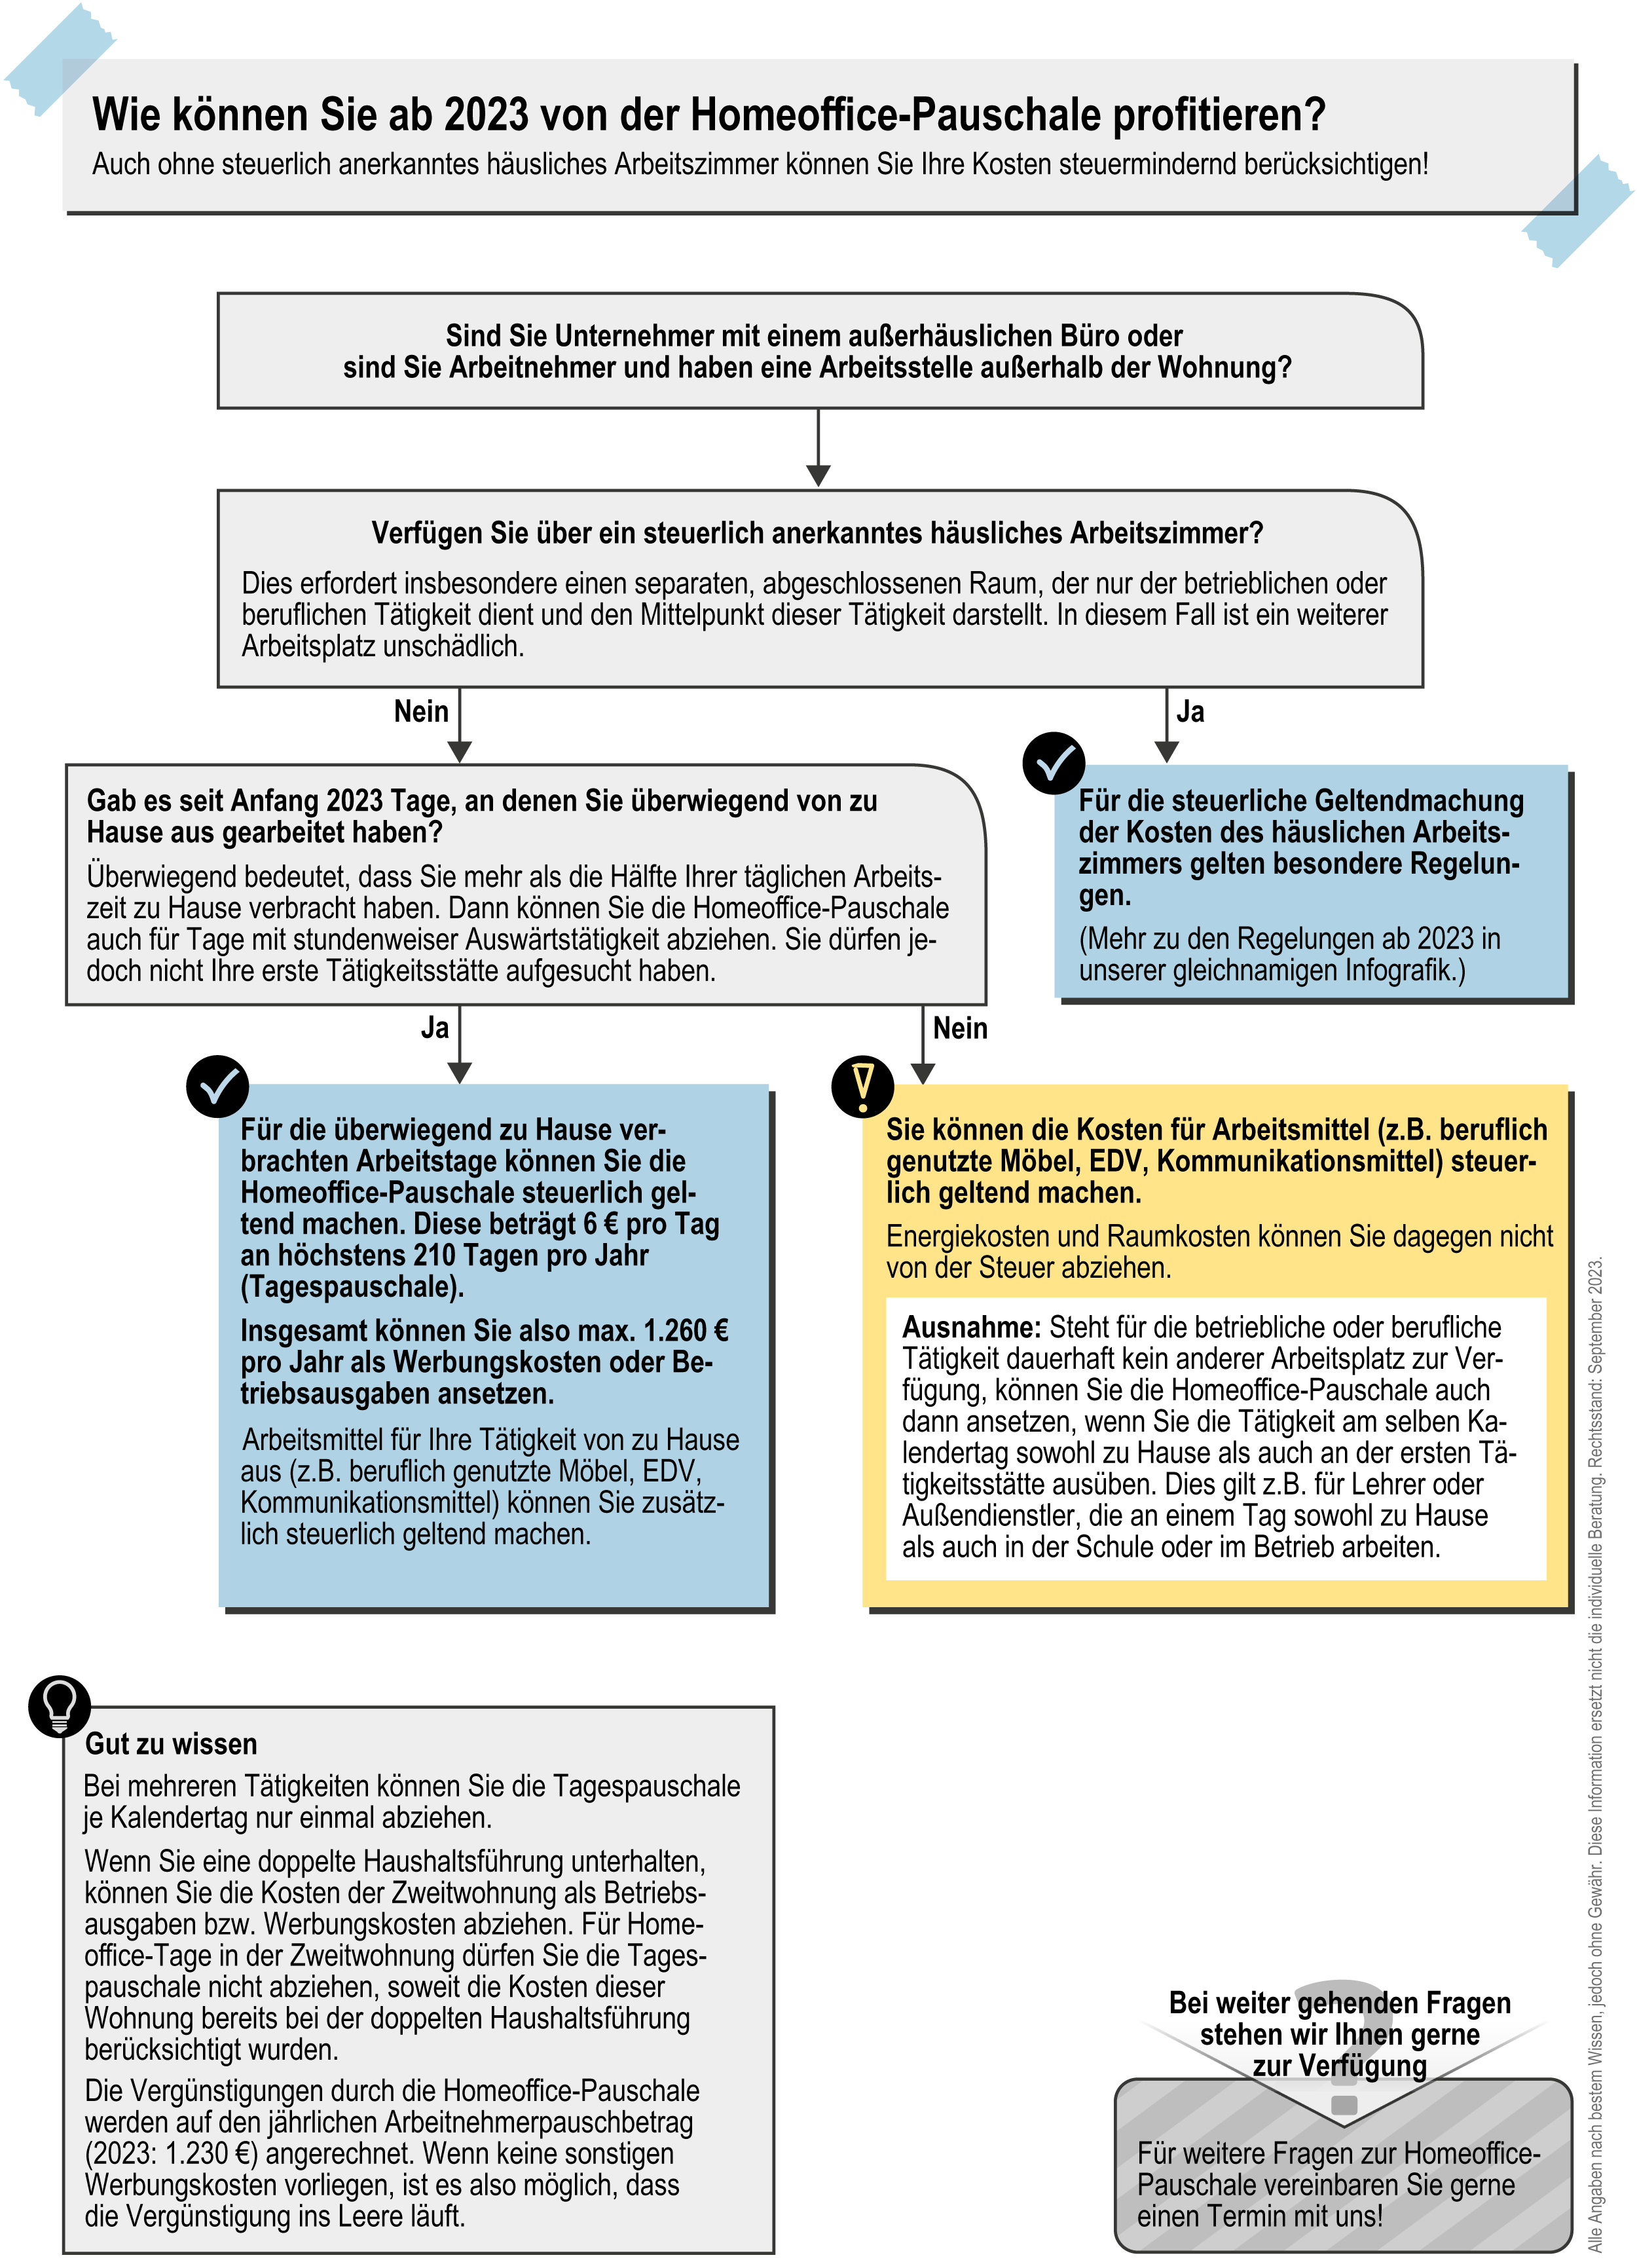 Wie können Sie ab 2023 von der Homeoffice-Pauschale profitieren?
Auch ohne steuerlich anerkanntes häusliches Arbeitszimmer können Sie Ihre Kosten steuermindernd berücksichtigen!
Sind Sie Unternehmer mit einem außerhäuslichen Büro oder
sind Sie Arbeitnehmer und haben eine Arbeitsstelle außerhalb der Wohnung?
Verfügen Sie über ein steuerlich anerkanntes häusliches Arbeitszimmer?
Dies erfordert insbesondere einen separaten, abgeschlossenen Raum, der nur der betrieblichen oder
beruflichen Tätigkeit dient und den Mittelpunkt dieser Tätigkeit darstellt. In diesem Fall ist ein weiterer
Arbeitsplatz unschädlich.
Nein
Ja
Gab es seit Anfang 2023 Tage, an denen Sie überwiegend von zu
Hause aus gearbeitet haben?
Überwiegend bedeutet, dass Sie mehr als die Hälfte Ihrer täglichen Arbeits-
zeit zu Hause verbracht haben. Dann können Sie die Homeoffice-Pauschale
auch für Tage mit stundenweiser Auswärtstätigkeit abziehen. Sie dürfen je-
doch nicht Ihre erste Tätigkeitsstätte aufgesucht haben.
Für die steuerliche Geltendmachung
der Kosten des häuslichen Arbeits-
zimmers gelten besondere Regelun-
gen.
(Mehr zu den Regelungen ab 2023 in
unserer gleichnamigen Infografik.)
Ja
Nein
Für die überwiegend zu Hause ver-
brachten Arbeitstage können Sie die
Homeoffice-Pauschale steuerlich gel-
tend machen. Diese beträgt 6 € pro Tag
an höchstens 210 Tagen pro Jahr
(Tagespauschale).
Insgesamt können Sie also max. 1.260 €
pro Jahr als Werbungskosten oder Be-
triebsausgaben ansetzen.
Arbeitsmittel für Ihre Tätigkeit von zu Hause
aus (z.B. beruflich genutzte Möbel, EDV,
Kommunikationsmittel) können Sie zusätz-
lich steuerlich geltend machen.
Sie können die Kosten für Arbeitsmittel (z.B. beruflich
genutzte Möbel, EDV, Kommunikationsmittel) steuer-
lich geltend machen.
Energiekosten und Raumkosten können Sie dagegen nicht
von der Steuer abziehen.
Ausnahme: Steht für die betriebliche oder berufliche
Tätigkeit dauerhaft kein anderer Arbeitsplatz zur Ver-
fügung, können Sie die Homeoffice-Pauschale auch
dann ansetzen, wenn Sie die Tätigkeit am selben Ka-
lendertag sowohl zu Hause als auch an der ersten Tä-
tigkeitsstätte ausüben. Dies gilt z.B. für Lehrer oder
Außendienstler, die an einem Tag sowohl zu Hause
als auch in der Schule oder im Betrieb arbeiten.
Gut zu wissen
Bei mehreren Tätigkeiten können Sie die Tagespauschale
je Kalendertag nur einmal abziehen.
Wenn Sie eine doppelte Haushaltsführung unterhalten,
können Sie die Kosten der Zweitwohnung als Betriebs-
ausgaben bzw. Werbungskosten abziehen. Für Home-
office-Tage in der Zweitwohnung dürfen Sie die Tages-
pauschale nicht abziehen, soweit die Kosten dieser
Wohnung bereits bei der doppelten Haushaltsführung
berücksichtigt wurden.
Die Vergünstigungen durch die Homeoffice-Pauschale
werden auf den jährlichen Arbeitnehmerpauschbetrag
(2023: 1.230 €) angerechnet. Wenn keine sonstigen
Werbungskosten vorliegen, ist es also möglich, dass
die Vergünstigung ins Leere läuft.
?
Bei weiter gehenden Fragen
stehen wir Ihnen gerne
zur Verfügung
Für weitere Fragen zur Homeoffice-
Pauschale vereinbaren Sie gerne
einen Termin mit uns!
Alle Angaben nach bestem Wissen, jedoch ohne Gewähr. Diese Information ersetzt nicht die individuelle Beratung. Rechtsstand: September 2023.